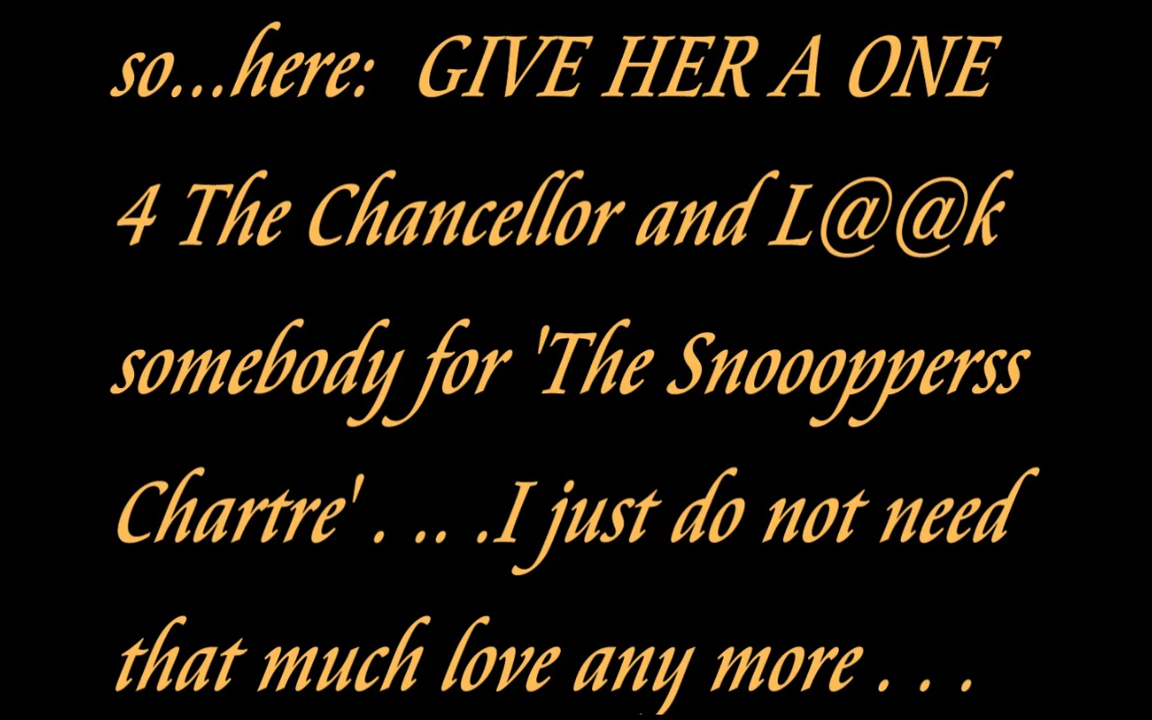 so...here:  GIVE HER A ONE
4 The Chancellor and L@@k
somebody for 'The Snooopperss
Chartre' . .. .I just do not need
that much love any more . . .